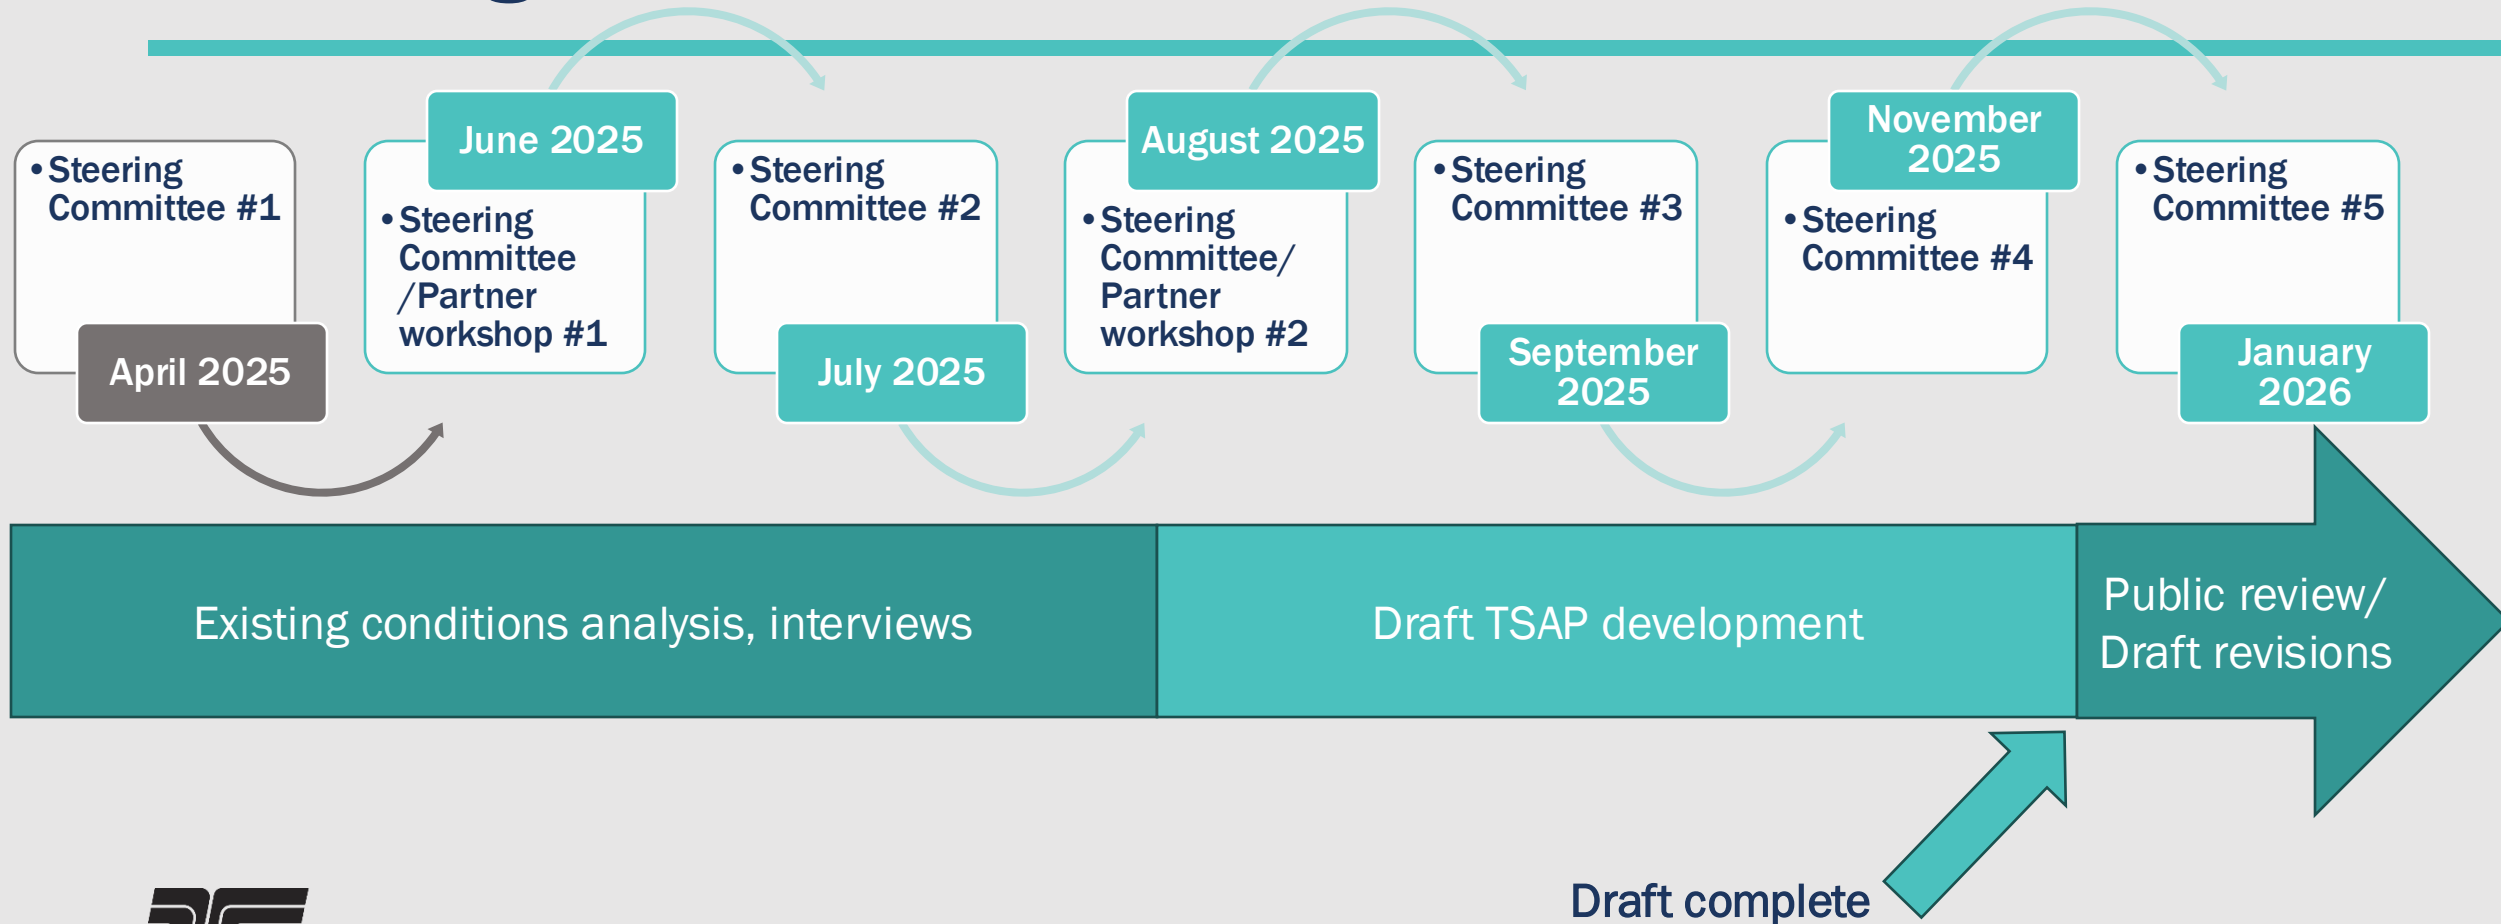 • Steering
Committee #1
April 2025
June 2025
• Steering
Committee
/Partner
workshop #1
• Steering
Committee #2
July 2025
August 2025
• Steering
Committee/
Partner
workshop #2
• Steering
Committee #3
September
2025
November
2025
• Steering
Committee #4
• Steering
Committee #5
January
2026
Existing conditions analysis, interviews
Draft TSAP development
Public review/
Draft revisions
Draft complete